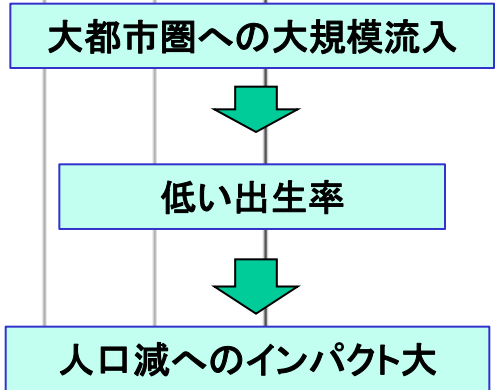 大都市圏への大規模流入
低い出生率
人口減へのインパクト大